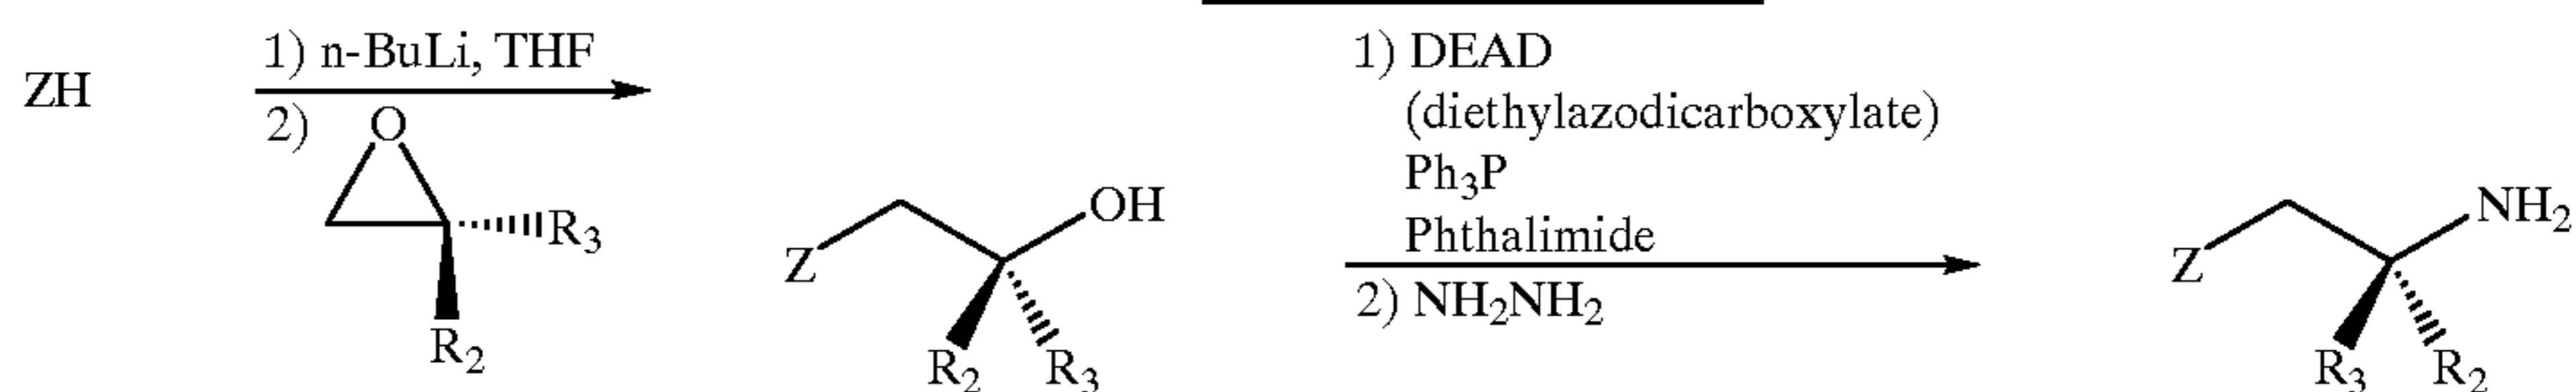 ZH
1) n-BuLi, THF
2)
O
R3
R2
Z
OH
R2 R3
1) DEAD
(diethylazodicarboxylate)
Ph3P
Phthalimide
2) NH2NH2
Z
NH2
R3 R2